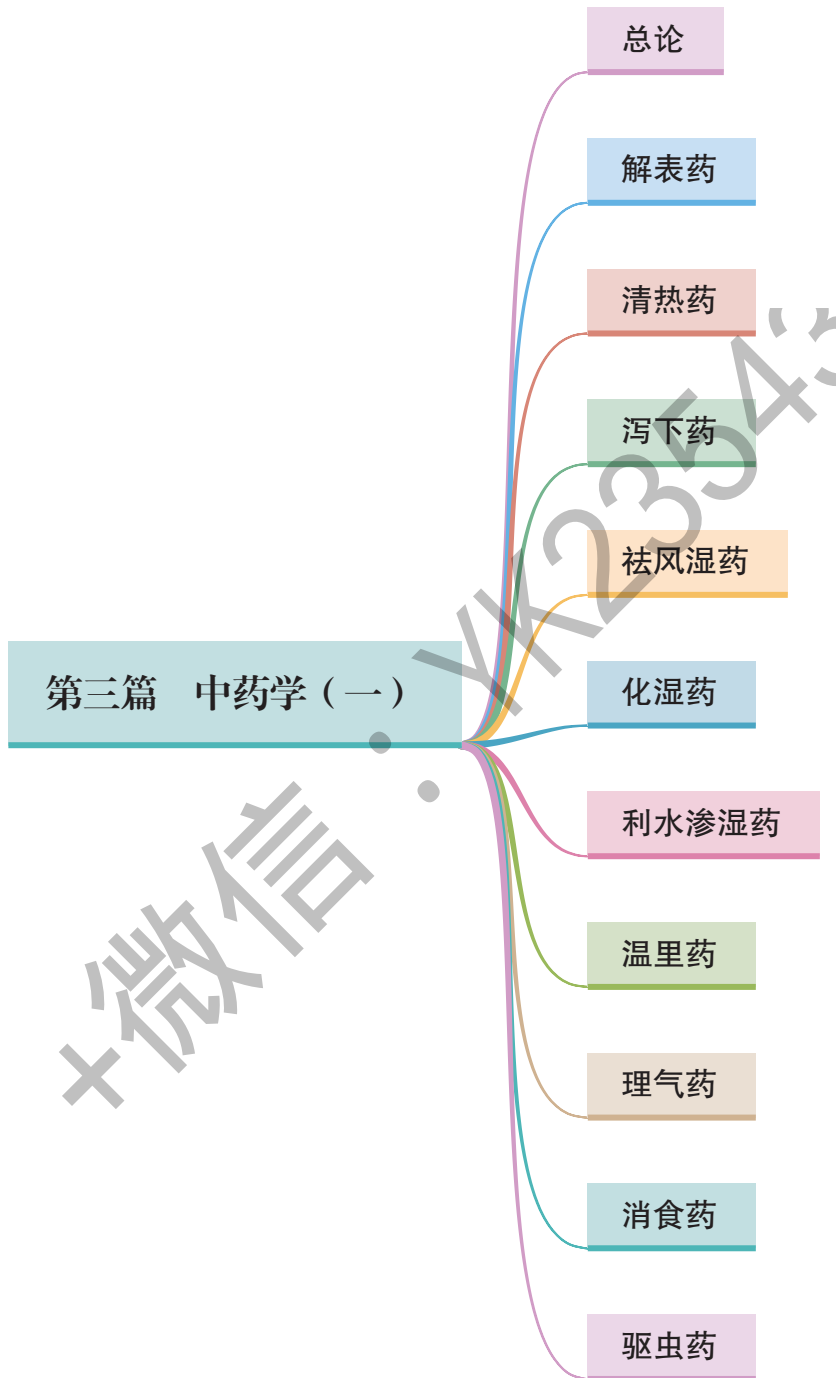 总论
解表药
清热药
泻下药
祛风湿药
第三篇 中药学（一）
化湿药
利水渗湿药
温里药
理气药
消食药
驱虫药
+微信：YK23543